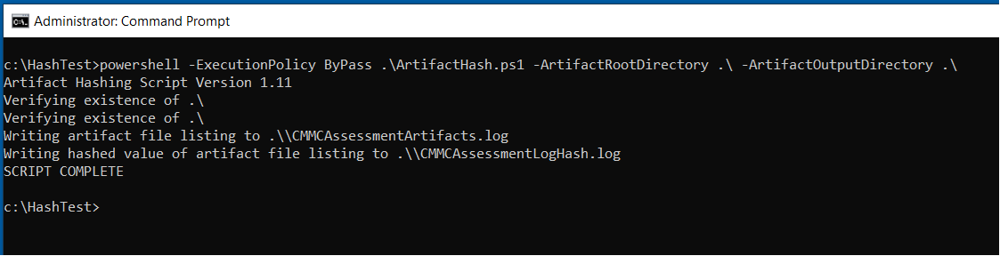 Administrator: Command Prompt
c:\HashTest>powershell -ExecutionPolicy ByPass .\ArtifactHash.ps1 -ArtifactRootDirectory .\ -ArtifactOutputDirectory .\
Artifact Hashing Script Version 1.11
Verifying existence of .\
Verifying existence of .\
Writing artifact file listing to .\\CMMCAssessmentArtifacts.log
Writing hashed value of artifact file listing to .\\CMMCAssessmentLogHash.log
SCRIPT COMPLETE
c:\HashTest>